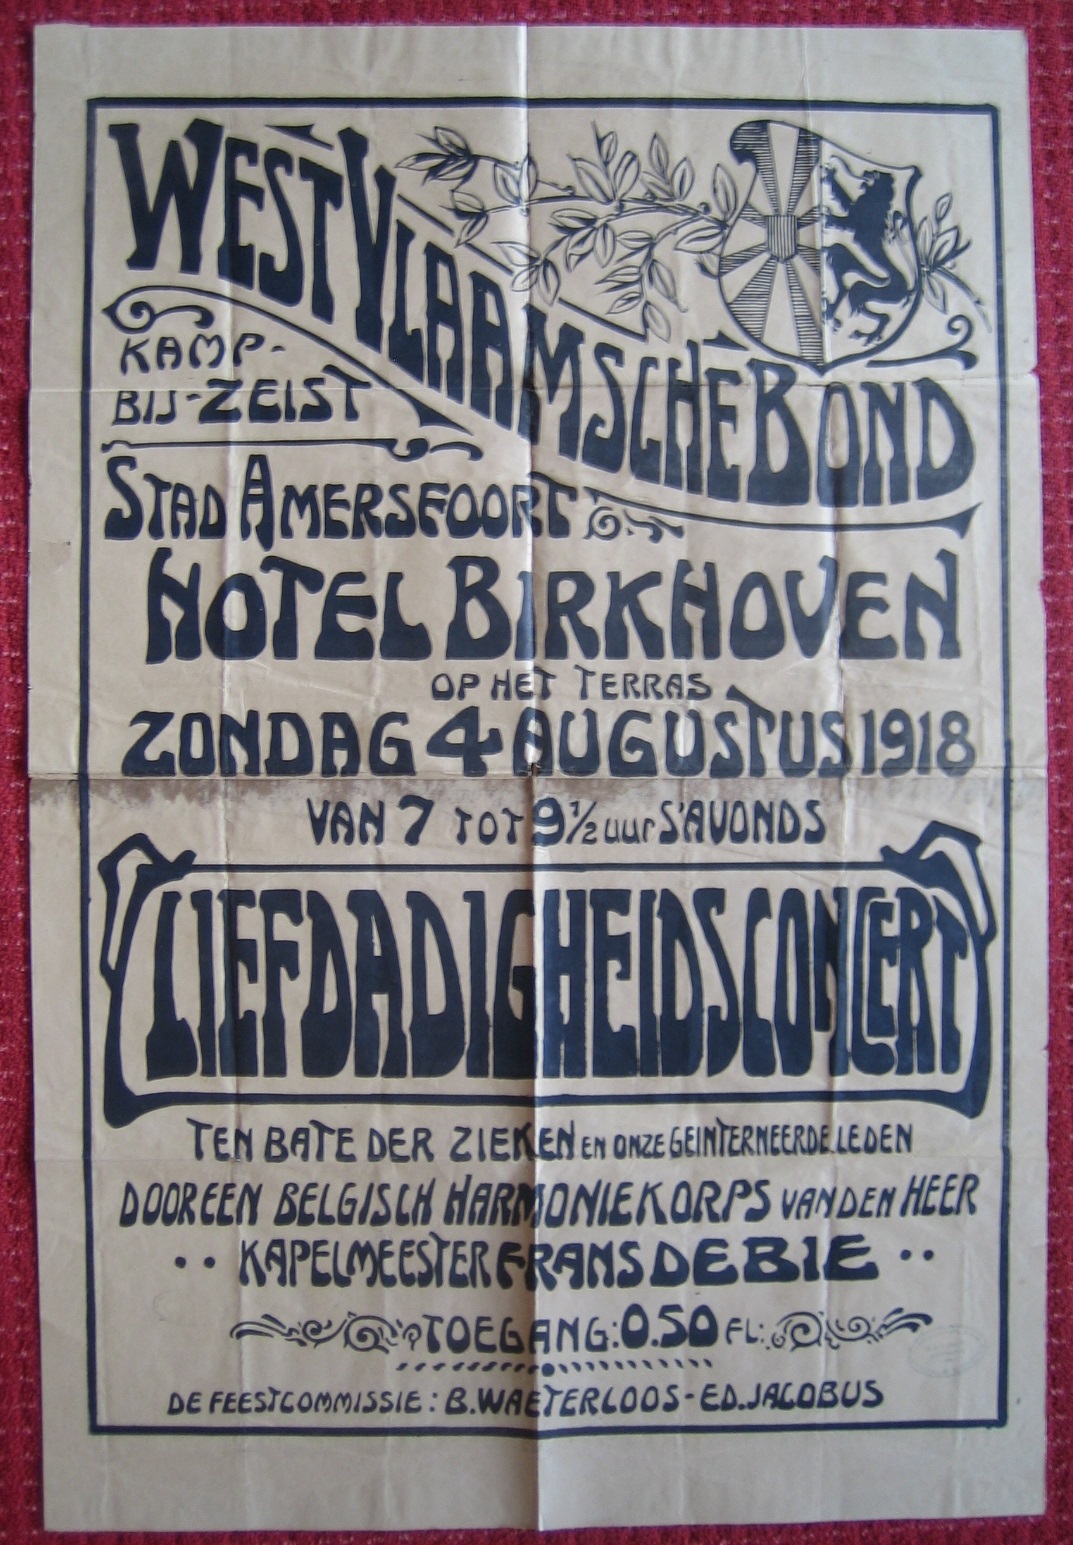 WEST VLAAMSCHE BOND
KAMP-
BIJ-ZEIST
STAD AMERSFOORT
HOTEL BIRKHOVEN
OP HET TERRAS
ZONDAG 4 AUGUSTUS 1918
VAN 7 TOT 9 1/2 uur S'AVONDS
LIEFDADIGHEIDSCONCERT
TEN BATE DER ZIEKEN EN ONZE GEINTERNEERDE LEDEN
DOOR EEN BELGISCH HARMONIEKORPS VAN DEN HEER
·· KAPELMEESTER FRANS DEBIE ··
TOEGANG: 0.50 FL:
DE FEESTCOMMISSIE: B. WAETERLOOS - ED. JACOBUS